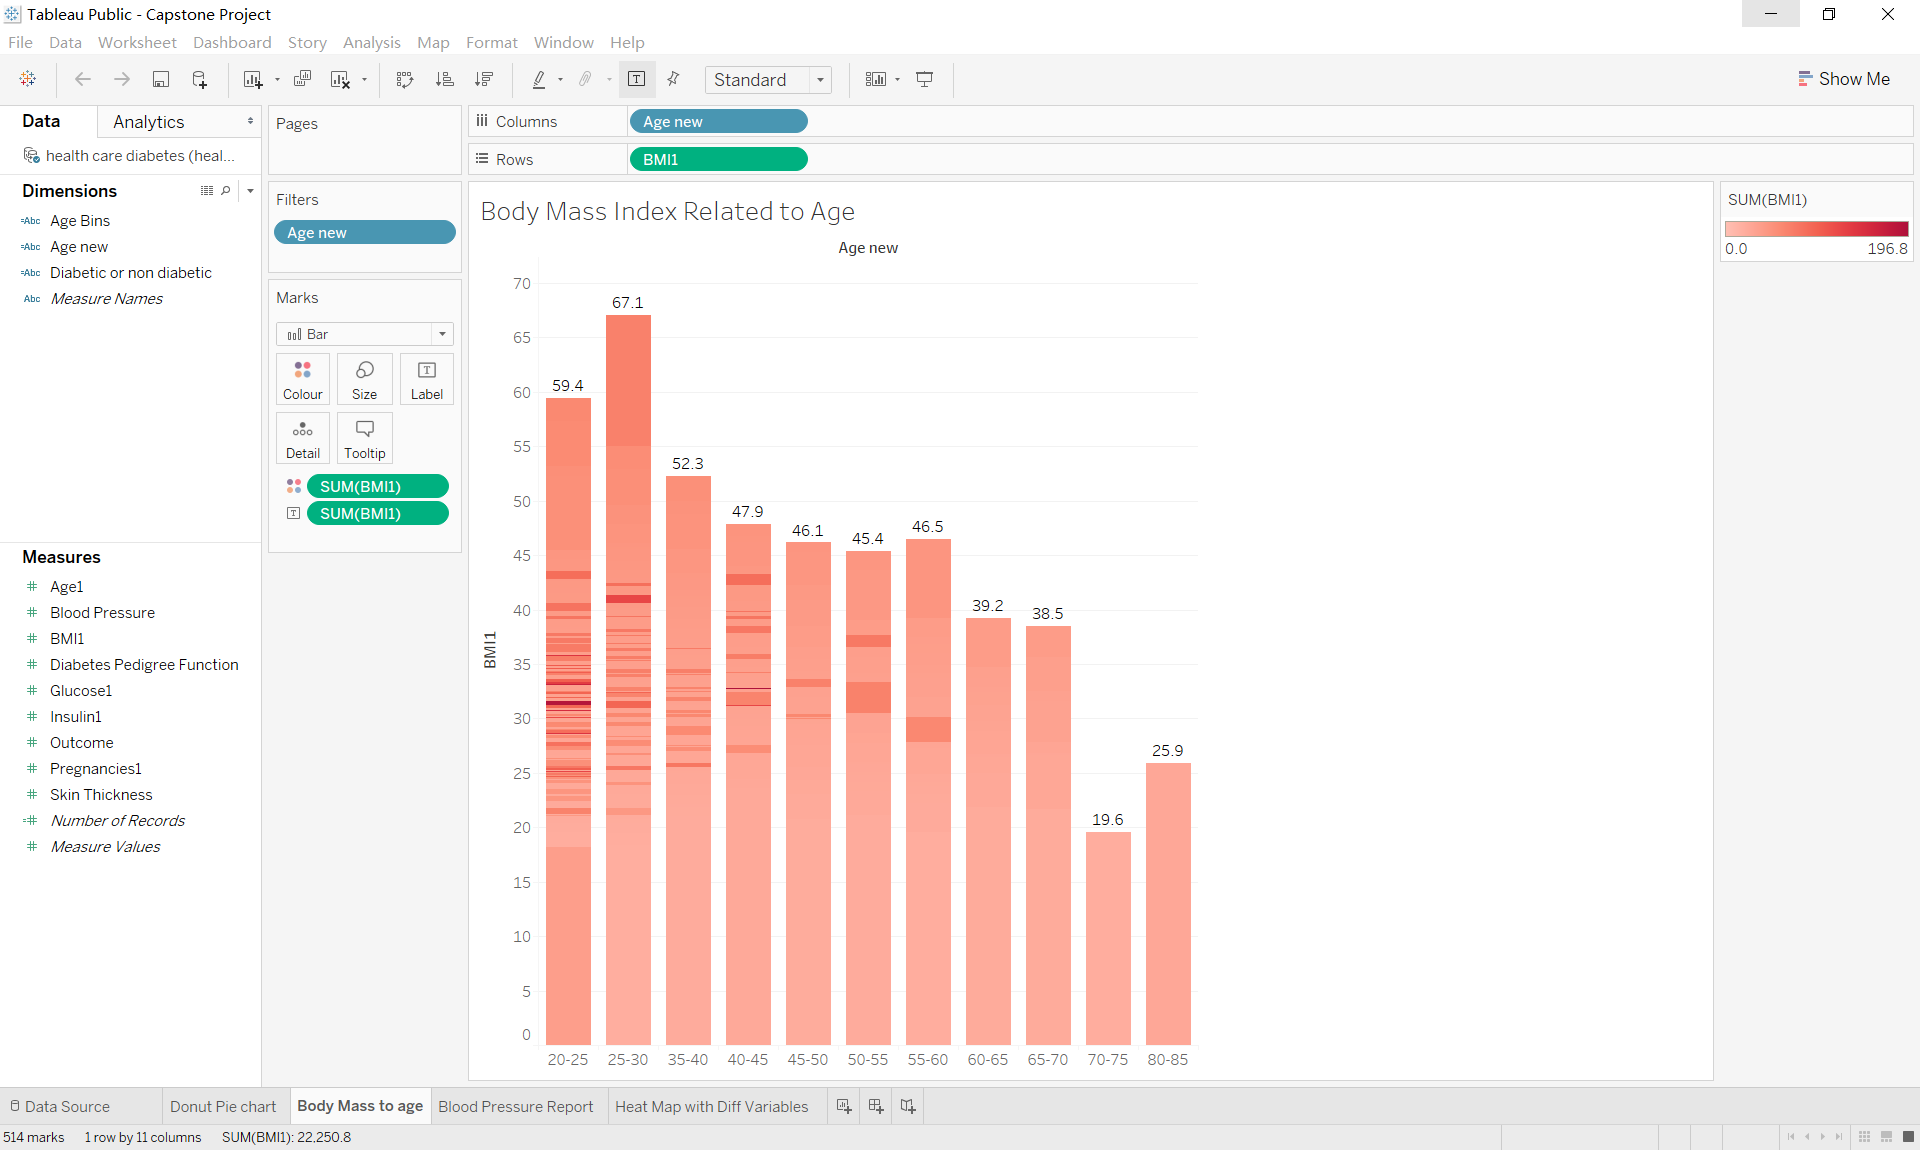 Tableau Public - Capstone Project
File Data Worksheet Dashboard Story Analysis Map Format Window Help
Standard
Show Me
Data Analytics
health care diabetes (heal...
Dimensions
Abc Age Bins
Abc Age new
Abc Diabetic or non diabetic
Abc Measure Names
Measures
Age1
Blood Pressure
BMI1
Diabetes Pedigree Function
Glucose1
Insulin1
Outcome
Pregnancies1
Skin Thickness
Number of Records
Measure Values
Pages
Filters
Age new
Marks
Bar
Colour Size Label
Detail Tooltip
SUM(BMI1)
SUM(BMI1)
Columns Age new
Rows BMI1
Body Mass Index Related to Age
Age new
BMI1
70
65
60
55
50
45
40
35
30
25
20
15
10
5
0
59.4
67.1
52.3
47.9
46.1
45.4
46.5
39.2
38.5
19.6
25.9
20-25 25-30 35-40 40-45 45-50 50-55 55-60 60-65 65-70 70-75 80-85
SUM(BMI1)
0.0 196.8
Data Source Donut Pie chart Body Mass to age Blood Pressure Report Heat Map with Diff Variables
514 marks 1 row by 11 columns SUM(BMI1): 22,250.8